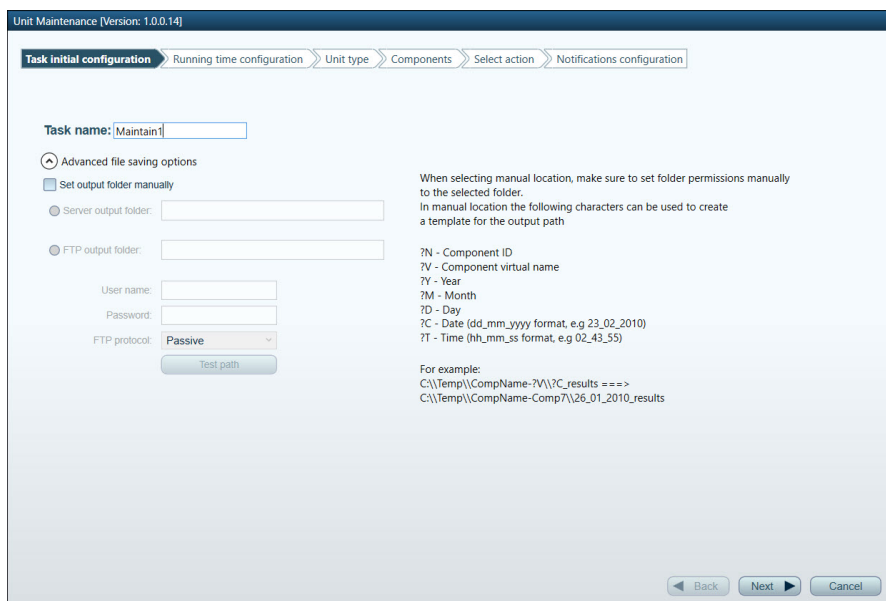 Unit Maintenance [Version: 1.0.0.14]
Task initial configuration Running time configuration Unit type Components Select action Notifications configuration
Task name: Maintain1
Advanced file saving options
Set output folder manually
Server output folder:
FTP output folder:
User name:
Password:
FTP protocol: Passive
Test path
When selecting manual location, make sure to set folder permissions manually
to the selected folder.
In manual location the following characters can be used to create
a template for the output path
?N - Component ID
?V - Component virtual name
?Y - Year
?M - Month
?D - Day
?C - Date (dd_mm_yyyy format, e.g 23_02_2010)
?T - Time (hh_mm_ss format, e.g 02_43_55)
For example:
C:\\Temp\\CompName-?V\\?C_results ===>
C:\\Temp\\CompName-Comp7\\26_01_2010_results
Back Next Cancel